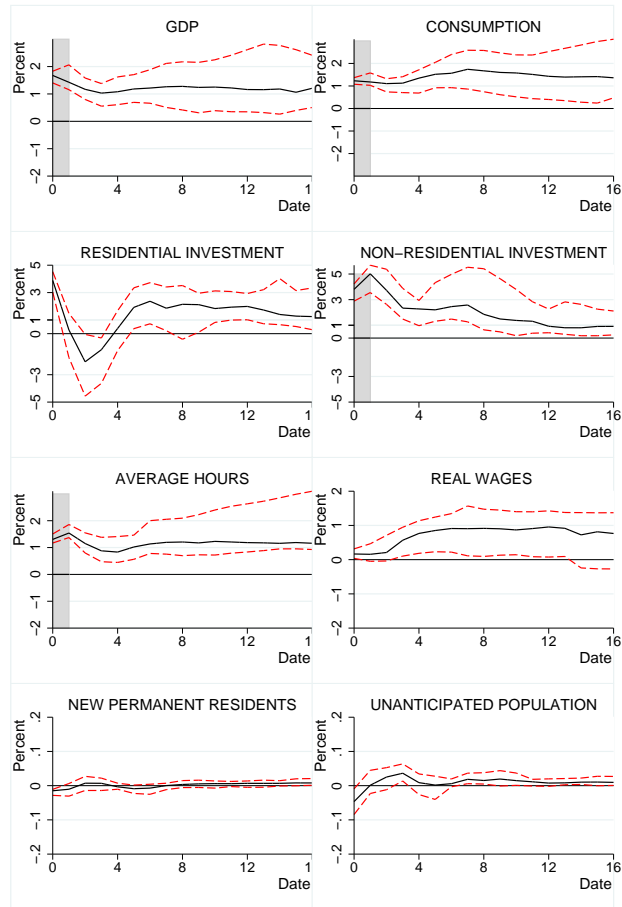 GDP
Percent
2
1
0
−1
−2
0 4 8 12
Date
CONSUMPTION
Percent
2
1
0
−1
−2
0 4 8 12 16
Date
RESIDENTIAL INVESTMENT
Percent
5
3
1
0
−3
−5
0 4 8 12
Date
NON−RESIDENTIAL INVESTMENT
Percent
5
3
1
0
−3
−5
0 4 8 12 16
Date
AVERAGE HOURS
Percent
2
1
0
−1
−2
0 4 8 12
Date
REAL WAGES
Percent
2
1
0
−1
−2
0 4 8 12 16
Date
NEW PERMANENT RESIDENTS
Percent
.2
.1
0
−.1
−.2
0 4 8 12
Date
UNANTICIPATED POPULATION
Percent
.2
.1
0
−.1
−.2
0 4 8 12 16
Date